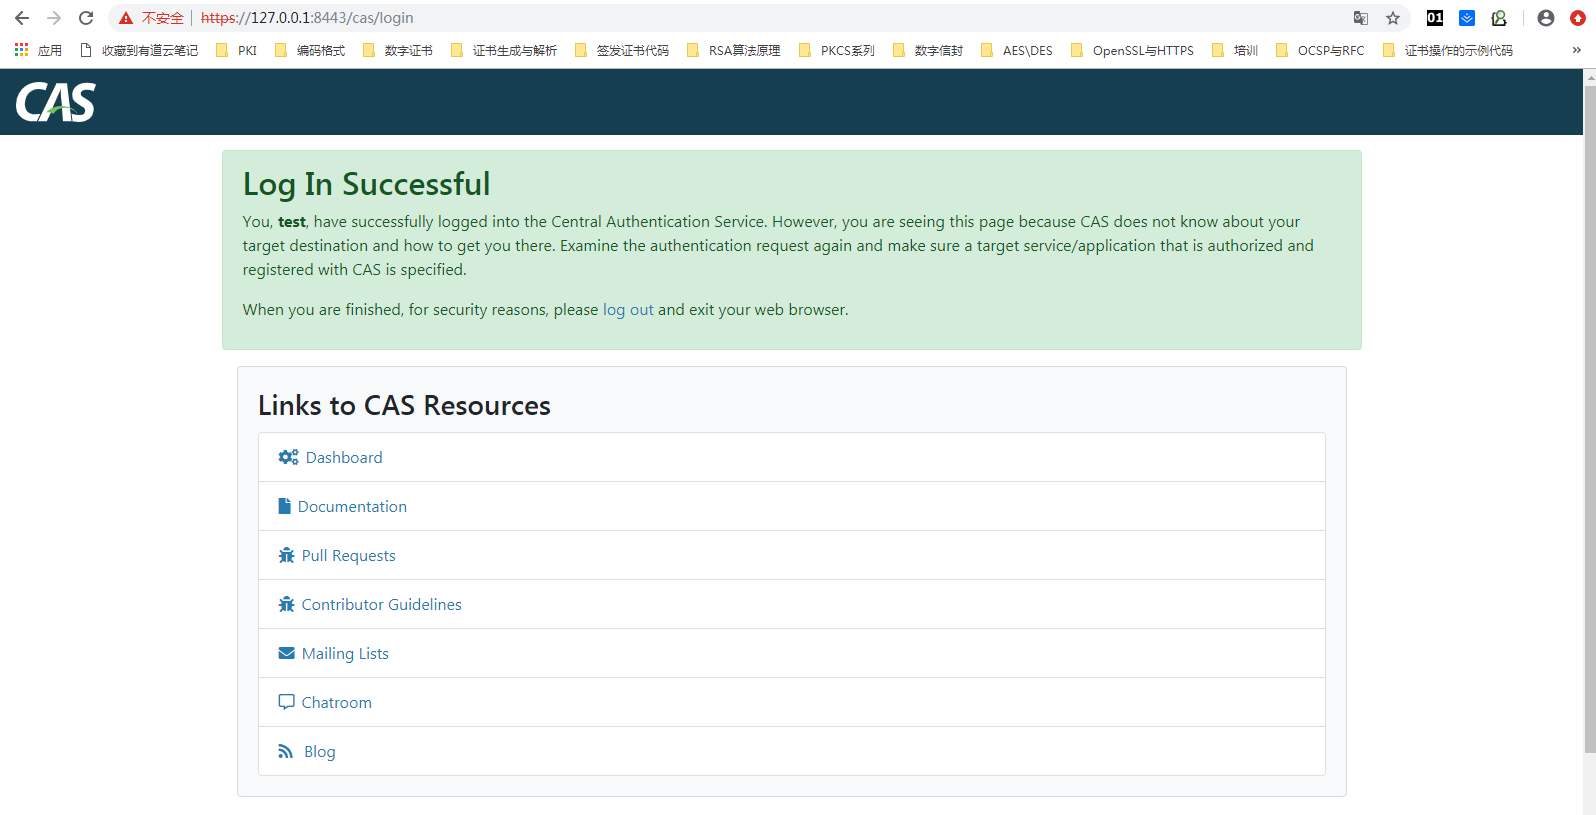 不安全 https://127.0.0.1:8443/cas/login
应用 收藏到有道云笔记 PKI 编码格式 数字证书 证书生成与解析 签发证书代码 RSA算法原理 PKCS系列 数字信封 AES\DES OpenSSL与HTTPS 培训 OCSP与RFC 证书操作的示例代码 »
CAS
Log In Successful
You, test, have successfully logged into the Central Authentication Service. However, you are seeing this page because CAS does not know about your
target destination and how to get you there. Examine the authentication request again and make sure a target service/application that is authorized and
registered with CAS is specified.
When you are finished, for security reasons, please log out and exit your web browser.
Links to CAS Resources
Dashboard
Documentation
Pull Requests
Contributor Guidelines
Mailing Lists
Chatroom
Blog